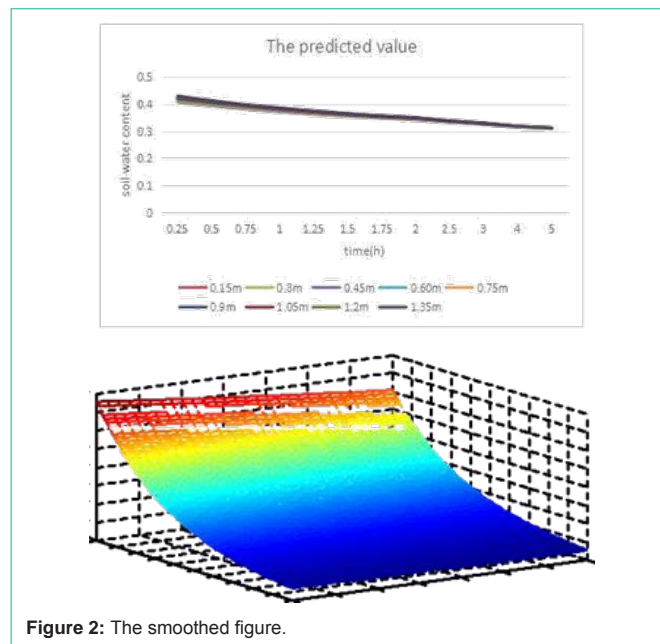 The predicted value
0.5
0.4
0.3
0.2
0.1
0
soil-water content
0.25 0.5 0.75 1 1.25 1.5 1.75 2 2.5 3 4 5
time(h)
0.15m 0.3m 0.45m 0.60m 0.75m
0.9m 1.05m 1.2m 1.35m
Figure 2: The smoothed figure.